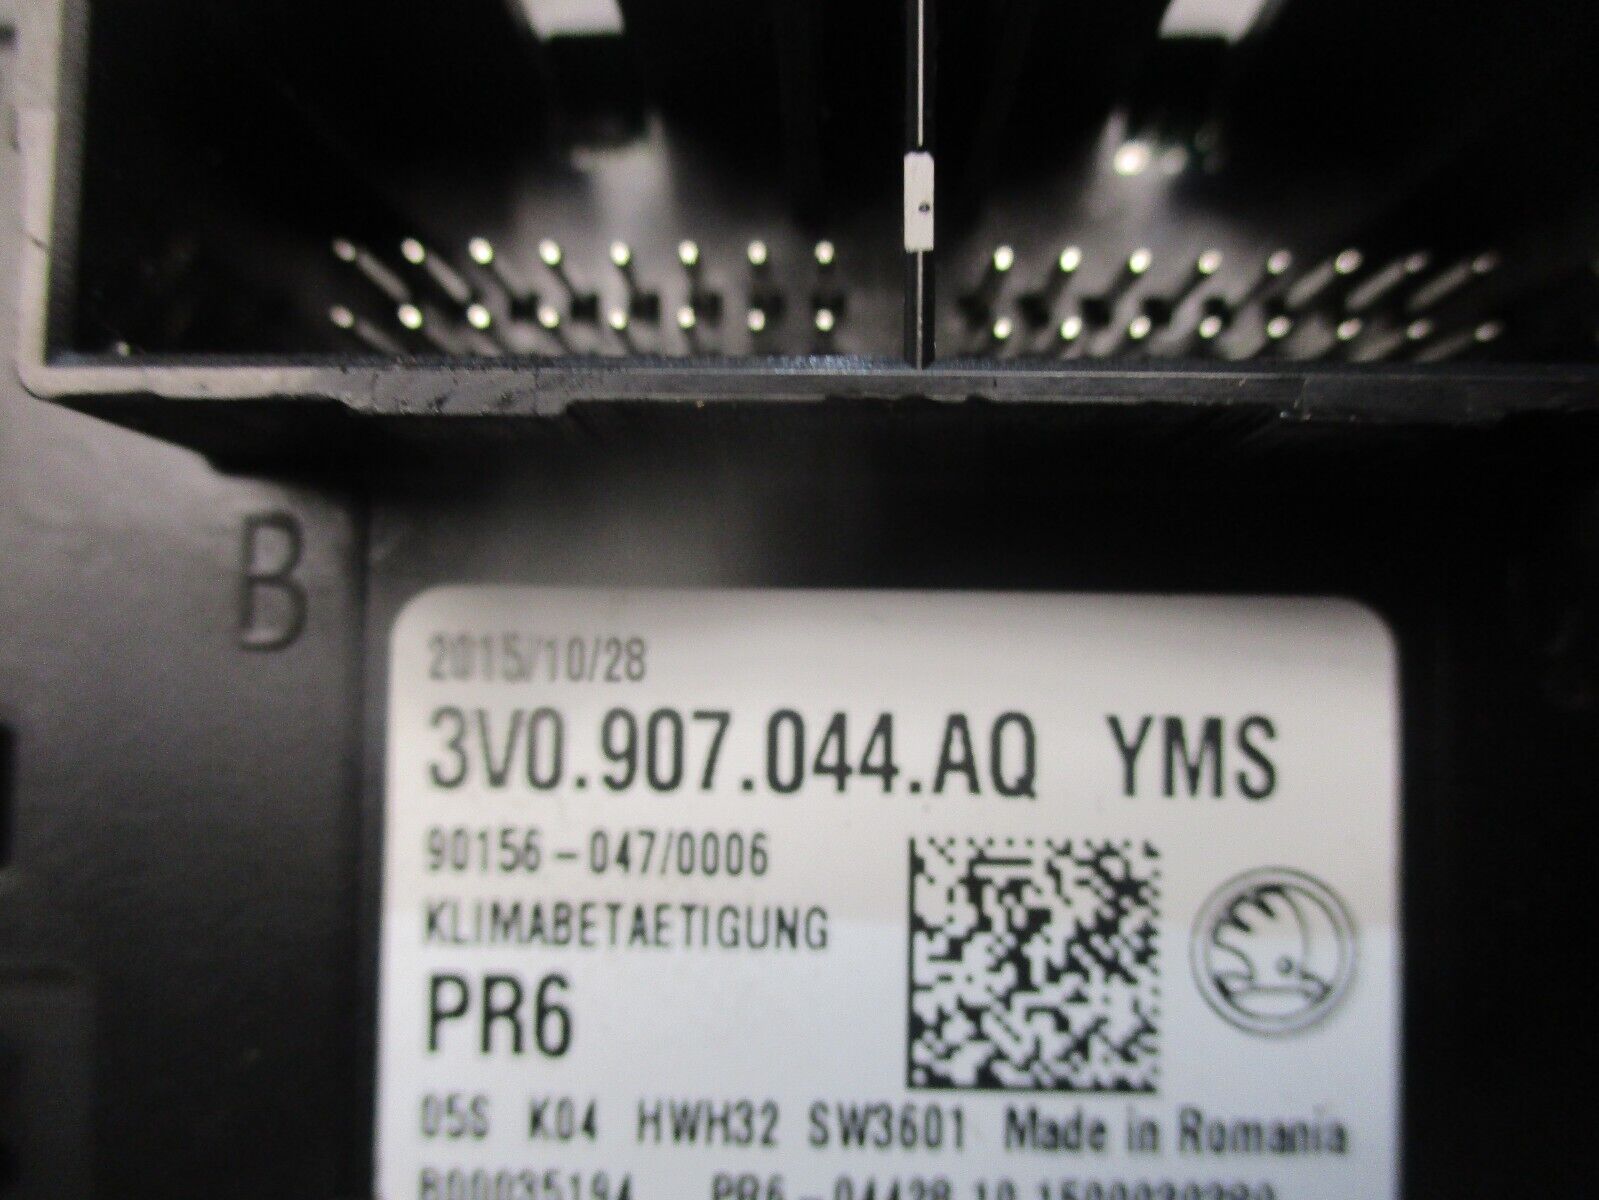 B
2015/10/28
3V0.907.044.AQ YMS
90156-047/0006
KLIMABETAETIGUNG
PR6
05S K04 HWH32 SW3601 Made in Romania
B00035194